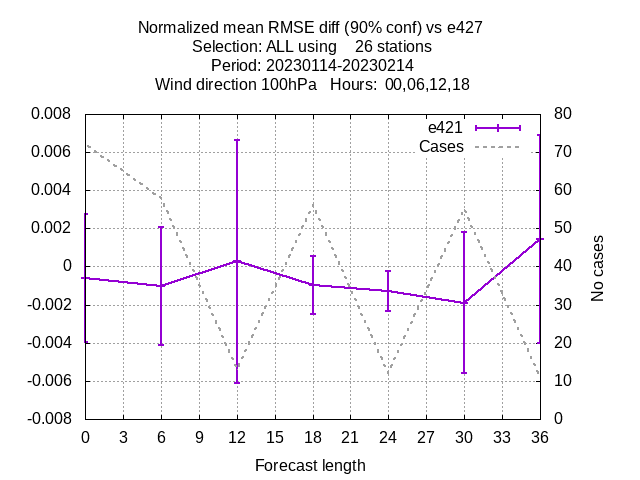 Normalized mean RMSE diff (90% conf) vs e427
Selection: ALL using    26 stations
Period: 20230114-20230214
Wind direction 100hPa   Hours:  00,06,12,18
0.008
0.006
0.004
0.002
0
-0.002
-0.004
-0.006
-0.008
e421
Cases
80
70
60
50
40
30
20
10
0
No cases
0 3 6 9 12 15 18 21 24 27 30 33 36
Forecast length